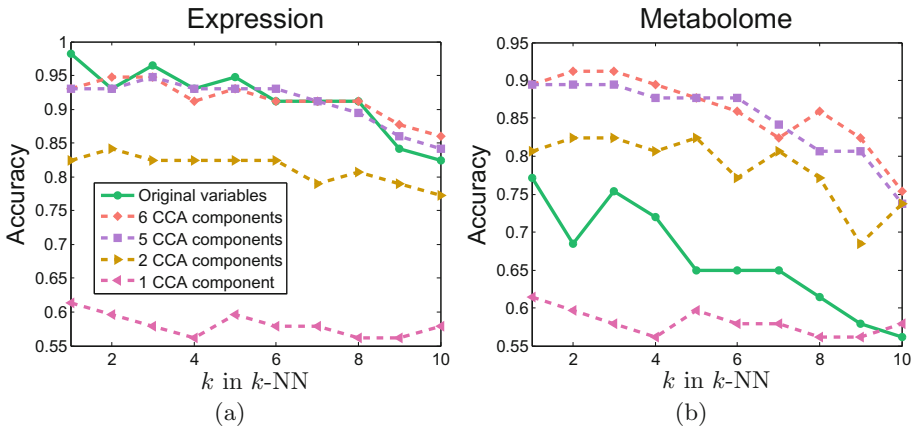 Expression
1
0.95
0.9
0.85
0.8
0.75
0.7
0.65
0.6
0.55
Accuracy
Original variables
6 CCA components
5 CCA components
2 CCA components
1 CCA component
2 4 6 8 10
k in k-NN
(a)
Metabolome
0.95
0.9
0.85
0.8
0.75
0.7
0.65
0.6
0.55
Accuracy
2 4 6 8 10
k in k-NN
(b)